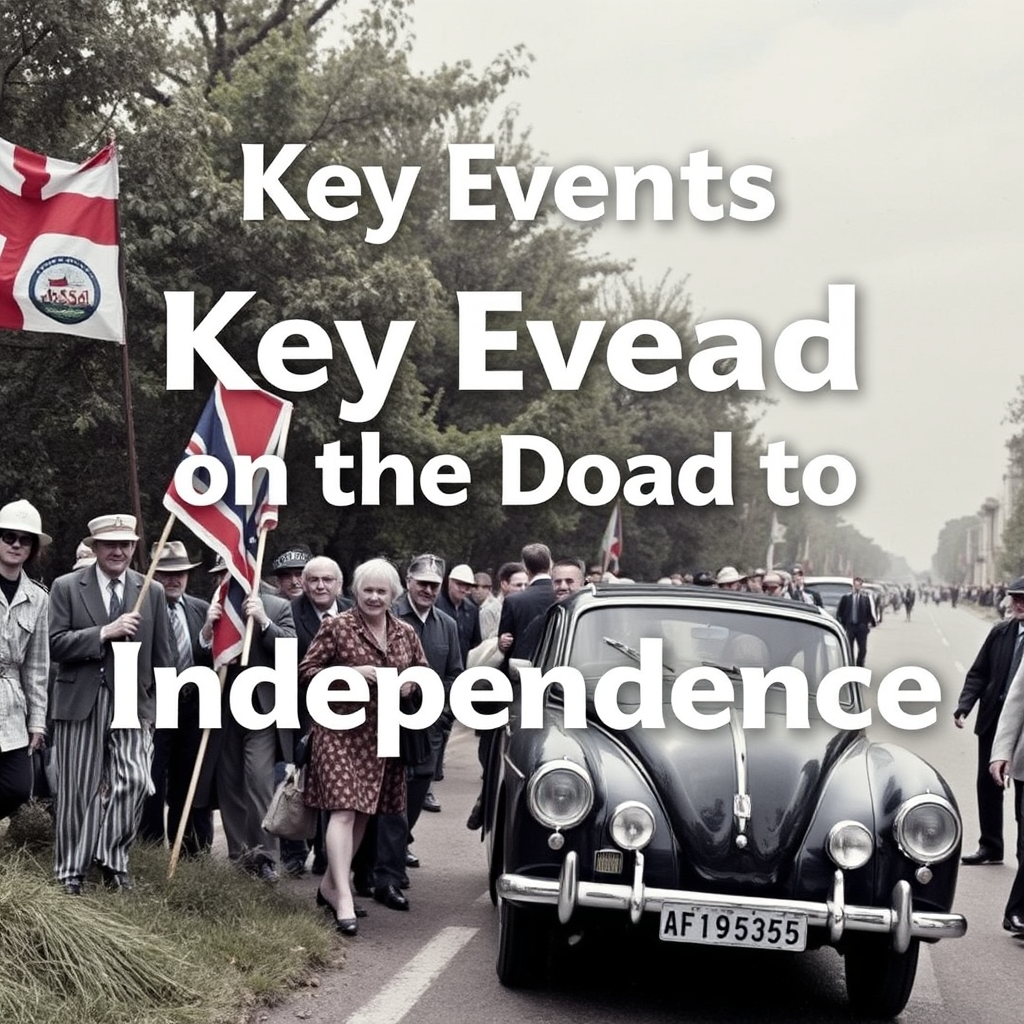 Key Events
Key Evead
on the Doad to
Independence
AF195355